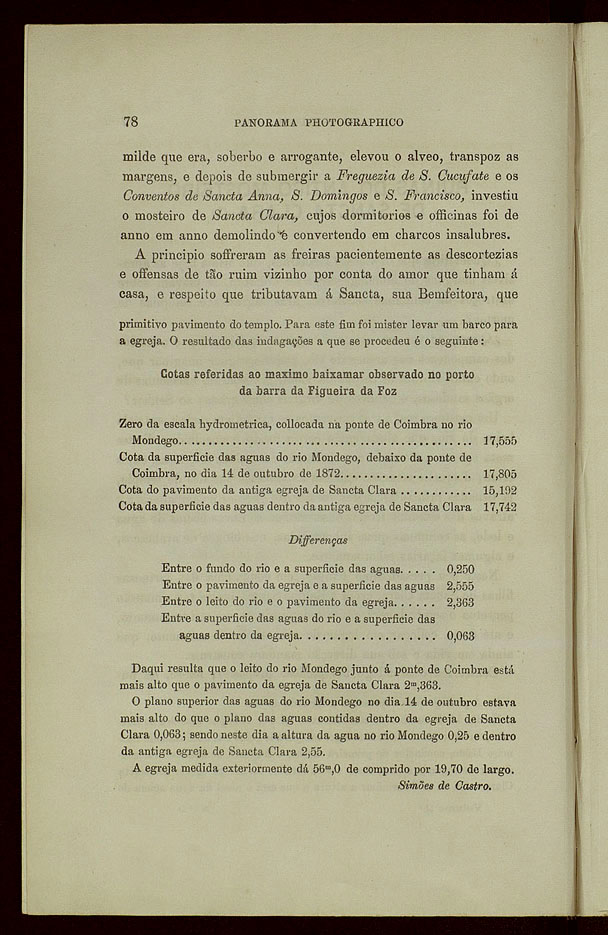 78 PANORAMA PHOTOGRAPHICO
milde que era, soberbo e arrogante, elevou o alveo, transpoz as
margens, e depois de submergir a Freguezia de S. Cucufate e os
Conventos de Sancta Anna, S. Domingos e S. Francisco, investiu
o mosteiro de Sancta Clara, cujos dormitorios e officinas foi de
anno em anno demolindo e convertendo em charcos insalubres.
A principio soffreram as freiras pacientemente as descortezias
e offensas de tão ruim vizinho por conta do amor que tinham á
casa, e respeito que tributavam á Sancta, sua Bemfeitora, que
primitivo pavimento do templo. Para este fim foi mister levar um barco para
a egreja. O resultado das indagações a que se procedeu é o seguinte:
Cotas referidas ao maximo baixamar observado no porto
da barra da Figueira da Foz
Zero da escala hydrometrica, collocada na ponte de Coimbra no rio
Mondego................................................ 17,555
Cota da superficie das aguas do rio Mondego, debaixo da ponte de
Coimbra, no dia 14 de outubro de 1872...................... 17,805
Cota do pavimento da antiga egreja de Sancta Clara ............ 15,192
Cota da superficie das aguas dentro da antiga egreja de Sancta Clara 17,742
Differenças
Entre o fundo do rio e a superficie das aguas..... 0,250
Entre o pavimento da egreja e a superficie das aguas 2,555
Entre o leito do rio e o pavimento da egreja...... 2,363
Entre a superficie das aguas do rio e a superficie das
aguas dentro da egreja................. 0,063
Daqui resulta que o leito do rio Mondego junto á ponte de Coimbra está
mais alto que o pavimento da egreja de Sancta Clara 2ᵐ,363.
O plano superior das aguas do rio Mondego no dia 14 de outubro estava
mais alto do que o plano das aguas contidas dentro da egreja de Sancta
Clara 0,063; sendo neste dia a altura da agua no rio Mondego 0,25 e dentro
da antiga egreja de Sancta Clara 2,55.
A egreja medida exteriormente dá 56ᵐ,0 de comprido por 19,70 de largo.
Simões de Castro.